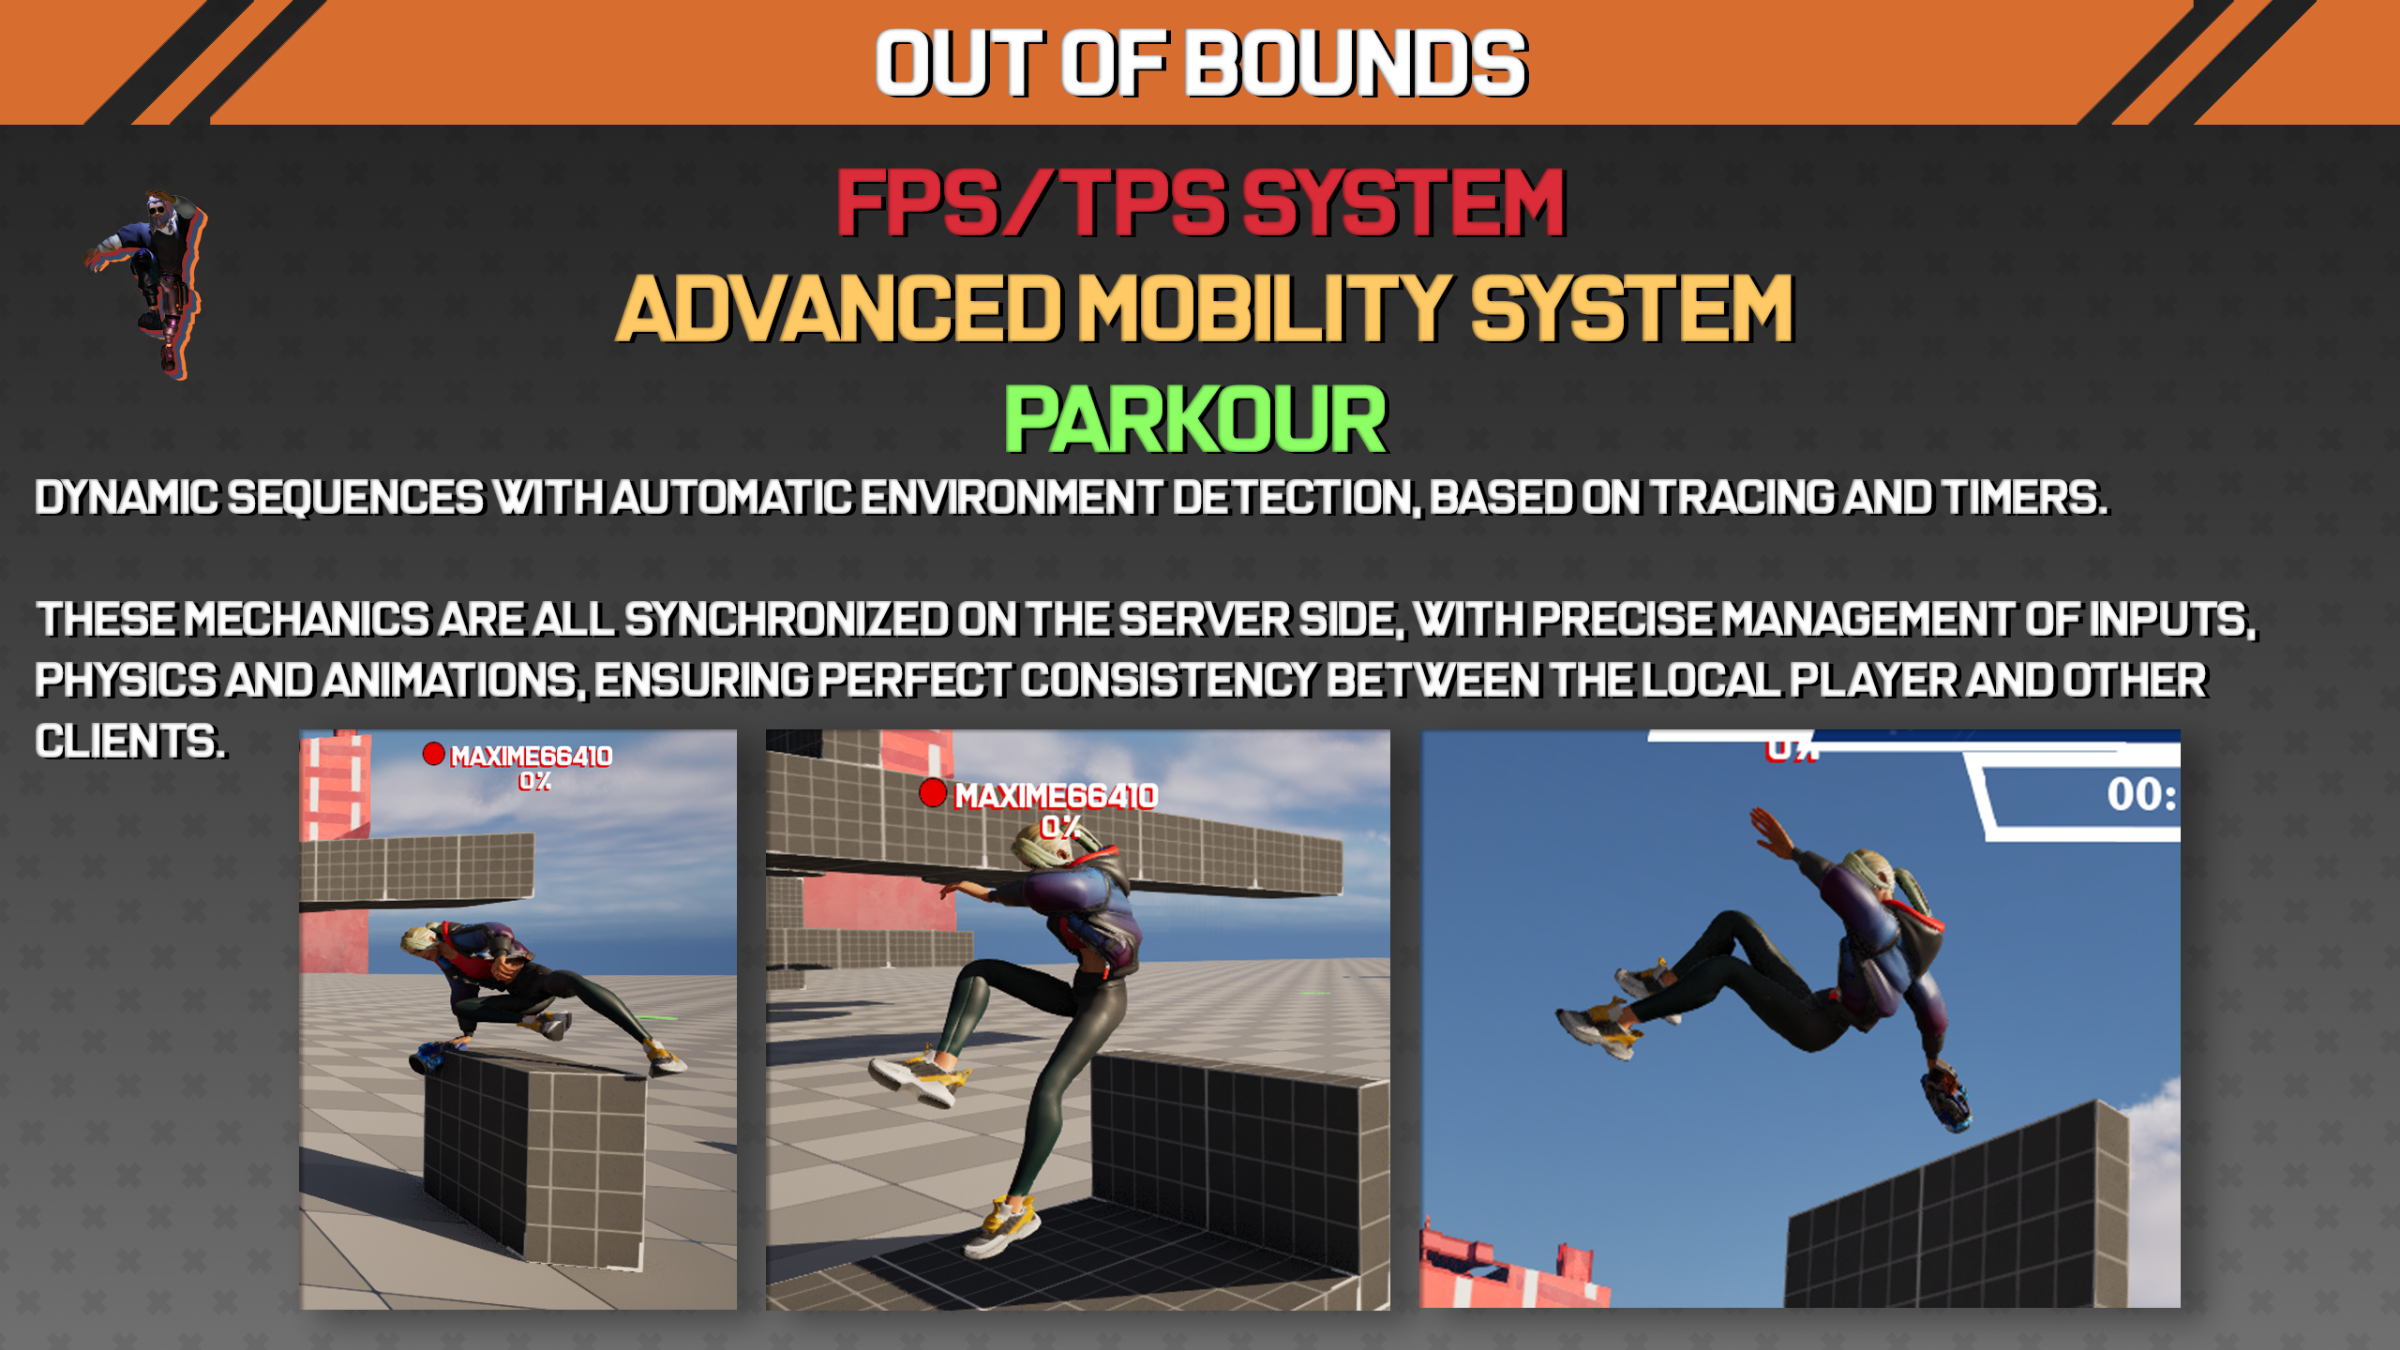 OUT OF BOUNDS
FPS/TPS SYSTEM
ADVANCED MOBILITY SYSTEM
PARKOUR
DYNAMIC SEQUENCES WITH AUTOMATIC ENVIRONMENT DETECTION, BASED ON TRACING AND TIMERS.
THESE MECHANICS ARE ALL SYNCHRONIZED ON THE SERVER SIDE, WITH PRECISE MANAGEMENT OF INPUTS,
PHYSICS AND ANIMATIONS, ENSURING PERFECT CONSISTENCY BETWEEN THE LOCAL PLAYER AND OTHER
CLIENTS.
MAXIME66410
0%
MAXIME66410
0%
0%
00: